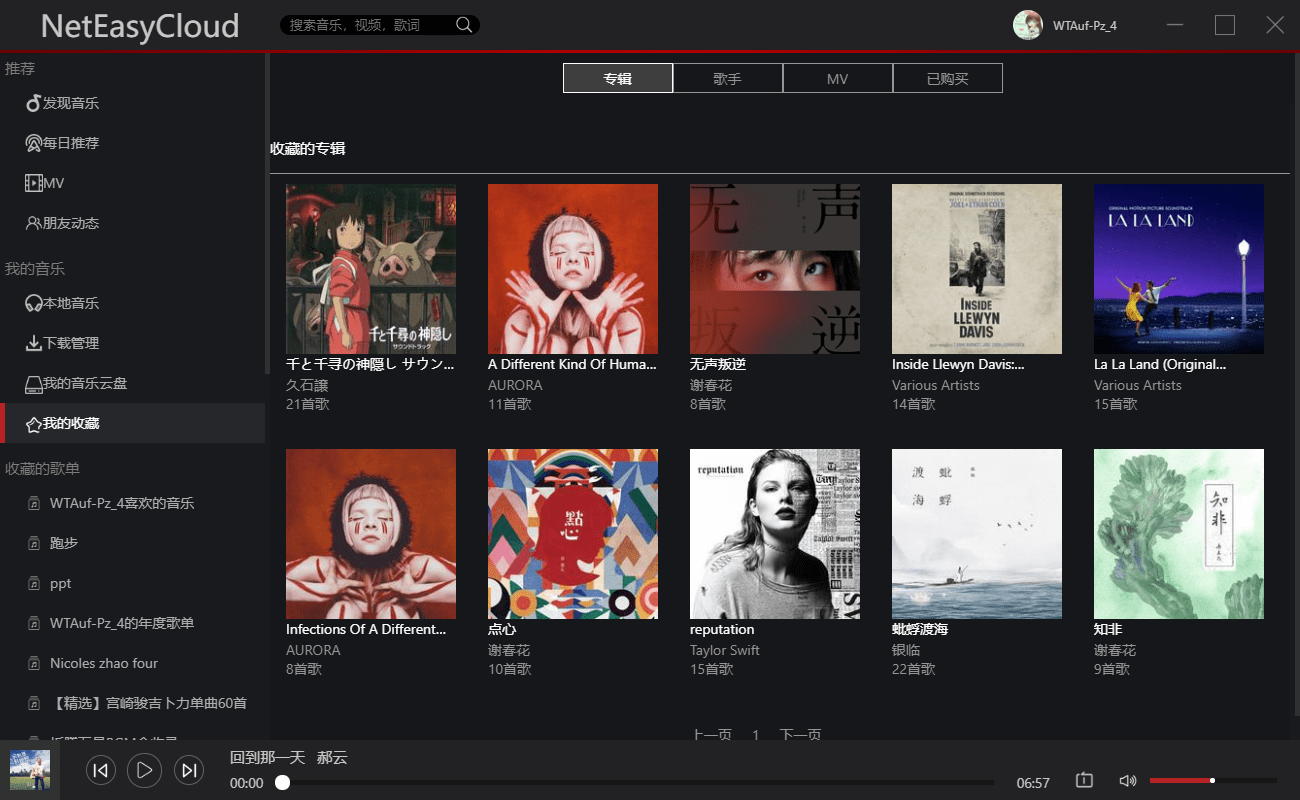 NetEasyCloud
搜索音乐，视频，歌词
WTAuf-Pz_4
推荐
发现音乐
每日推荐
MV
朋友动态
我的音乐
本地音乐
下载管理
我的音乐云盘
我的收藏
收藏的歌单
WTAuf-Pz_4喜欢的音乐
跑步
ppt
WTAuf-Pz_4的年度歌单
Nicoles zhao four
【精选】宫崎骏吉卜力单曲60首
专辑
歌手
MV
已购买
收藏的专辑
千と千尋の神隠し
サウンドトラック
千と千寻の神隠し サウン...
久石譲
21首歌
A Different Kind Of Huma...
AURORA
11首歌
无声
叛逆
无声叛逆
谢春花
8首歌
ORIGINAL SOUNDTRACK RECORDING
INSIDE
LLEWYN
DAVIS
Inside Llewyn Davis:...
Various Artists
14首歌
ORIGINAL MOTION PICTURE SOUNDTRACK
LA LA LAND
La La Land (Original...
Various Artists
15首歌
Infections Of A Different...
AURORA
8首歌
點心
点心
谢春花
10首歌
reputation
Taylor Swift
reputation
Taylor Swift
15首歌
渡 蚍
海 蜉
蚍蜉渡海
银临
22首歌
知非
知非
谢春花
9首歌
上一页
1
下一页
回到那一天 郝云
00:00
06:57